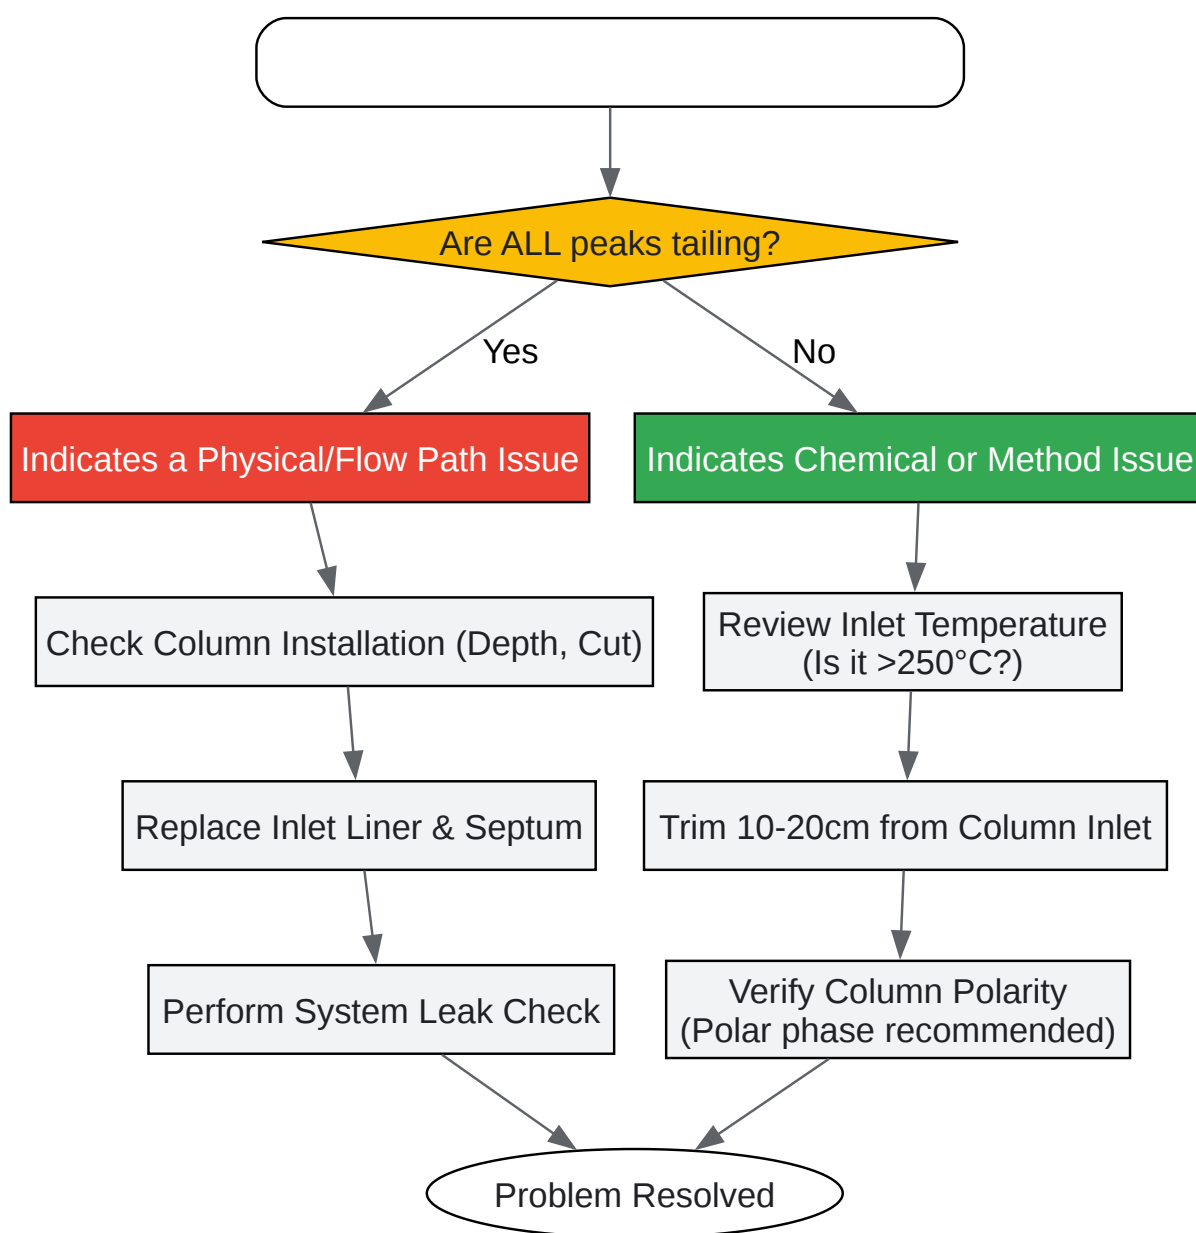 Are ALL peaks tailing?
Yes
No
Indicates a Physical/Flow Path Issue
Indicates Chemical or Method Issue
Check Column Installation (Depth, Cut)
Review Inlet Temperature
(Is it >250°C?)
Replace Inlet Liner & Septum
Trim 10-20cm from Column Inlet
Perform System Leak Check
Verify Column Polarity
(Polar phase recommended)
Problem Resolved